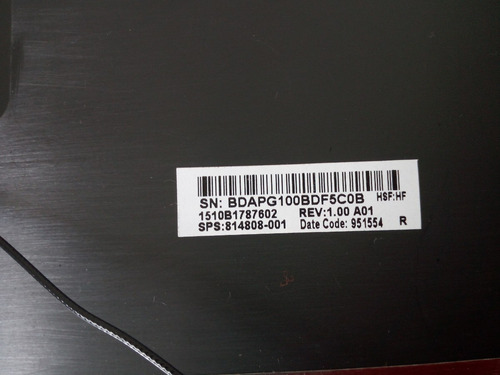 SN: BDAPG100BDF5C0B HSF:HF
1510B1787602 REV:1.00 A01
SPS:814808-001 Date Code: 951554 R